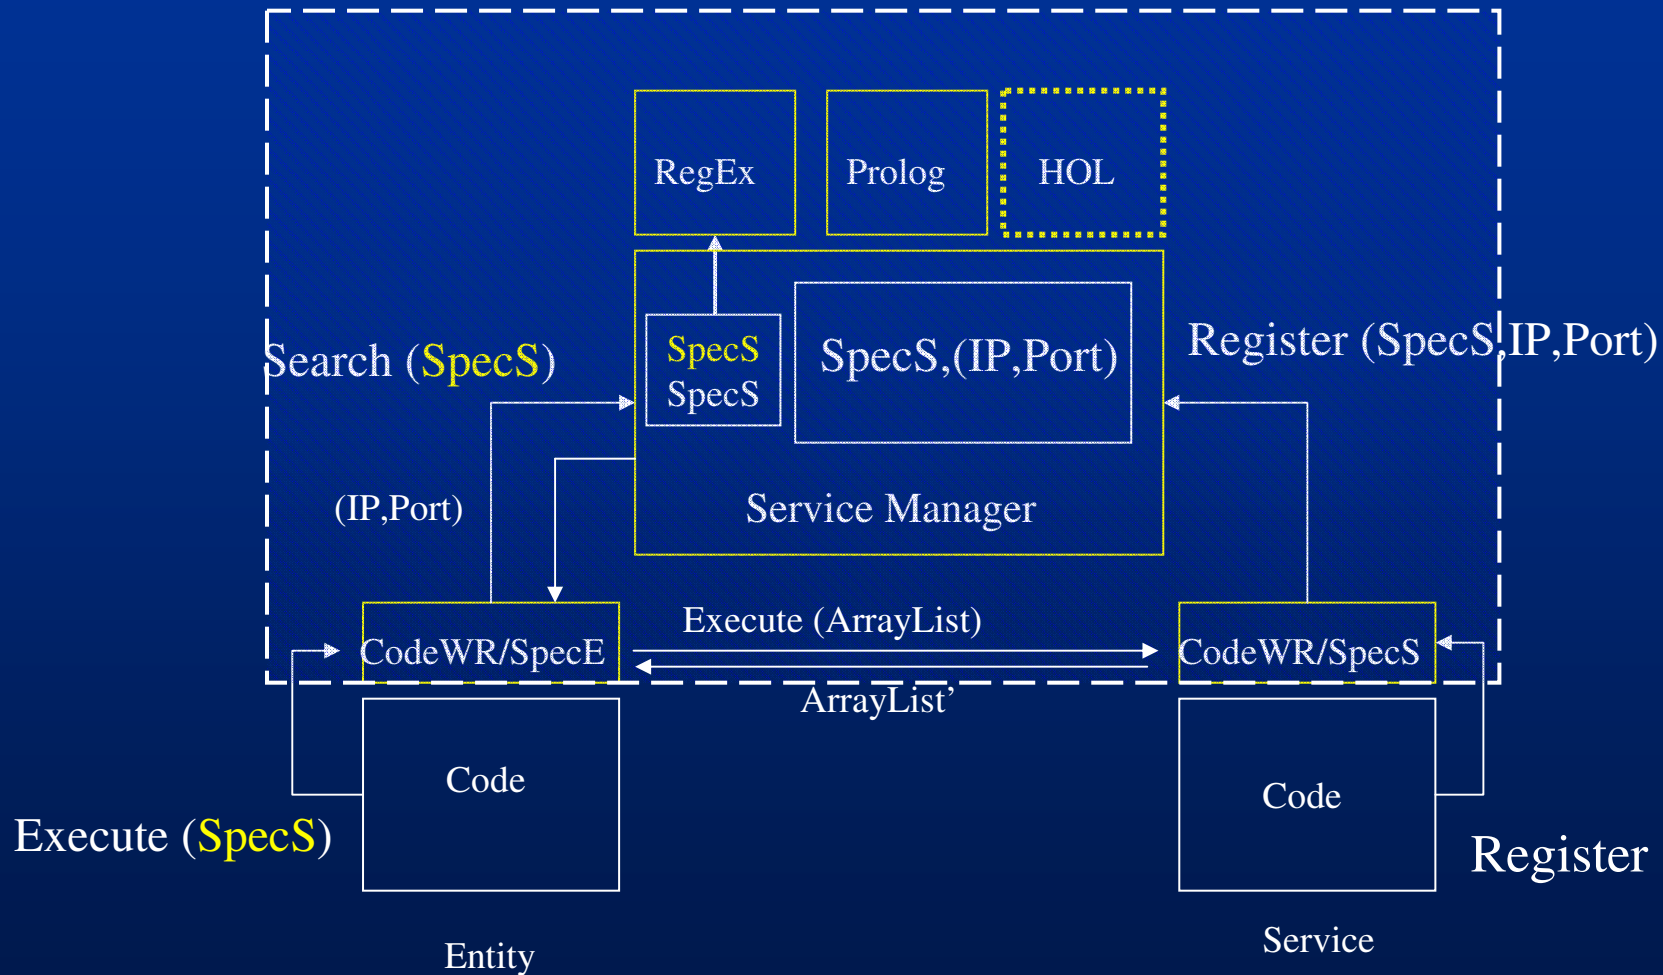 RegEx
Prolog
HOL
Search (SpecS)
SpecS
SpecS
SpecS,(IP,Port)
Register (SpecS,IP,Port)
(IP,Port)
Service Manager
CodeWR/SpecE
Execute (ArrayList)
CodeWR/SpecS
ArrayList’
Code
Code
Execute (SpecS)
Register
Entity
Service